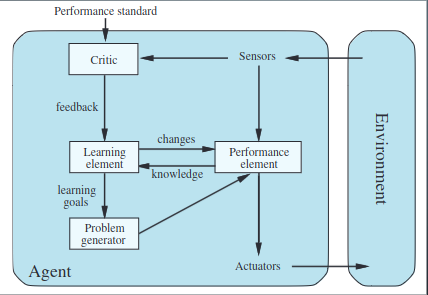 Performance standard
Critic
Sensors
feedback
changes
Learning
element
Performance
element
knowledge
learning
goals
Problem
generator
Agent
Actuators
Environment